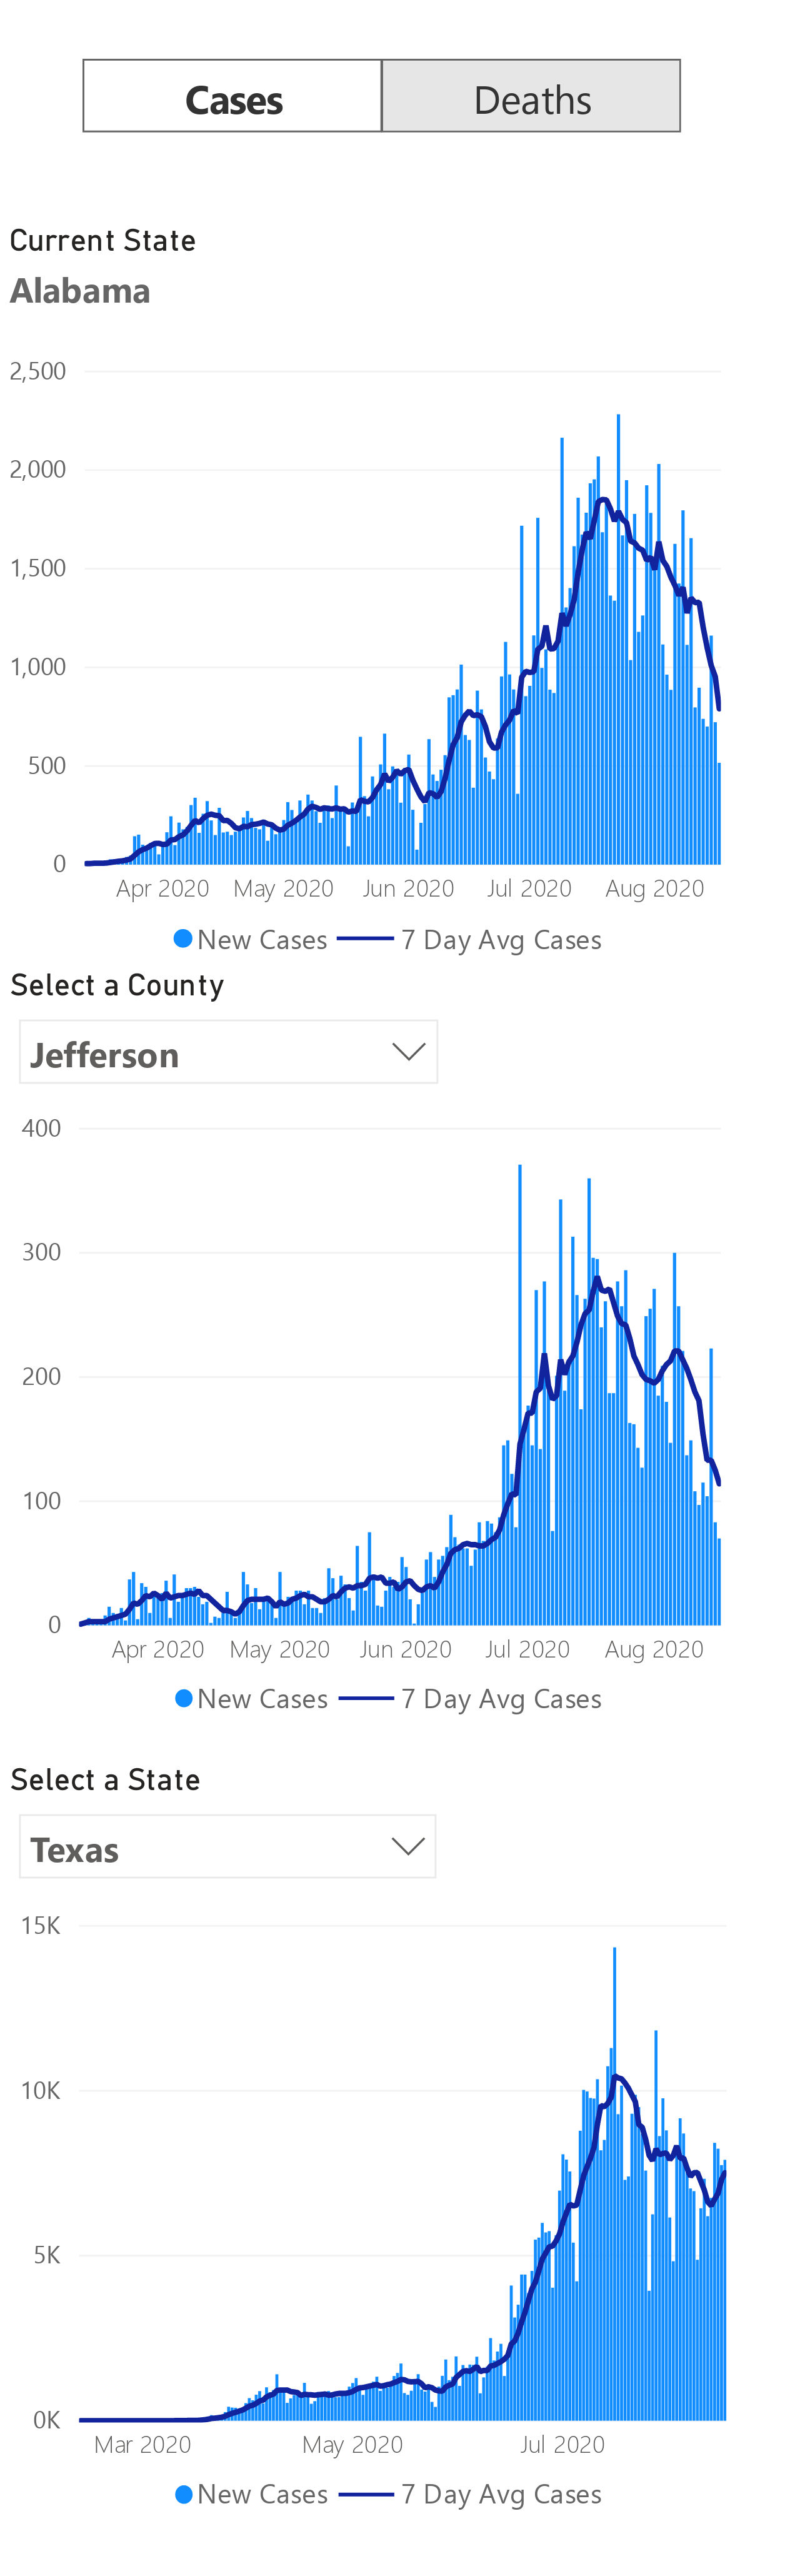 Cases Deaths
Current State
Alabama
2,500
2,000
1,500
1,000
500
0
Apr 2020 May 2020 Jun 2020 Jul 2020 Aug 2020
New Cases 7 Day Avg Cases
Select a County
Jefferson
400
300
200
100
0
Apr 2020 May 2020 Jun 2020 Jul 2020 Aug 2020
New Cases 7 Day Avg Cases
Select a State
Texas
15K
10K
5K
0K
Mar 2020 May 2020 Jul 2020
New Cases 7 Day Avg Cases